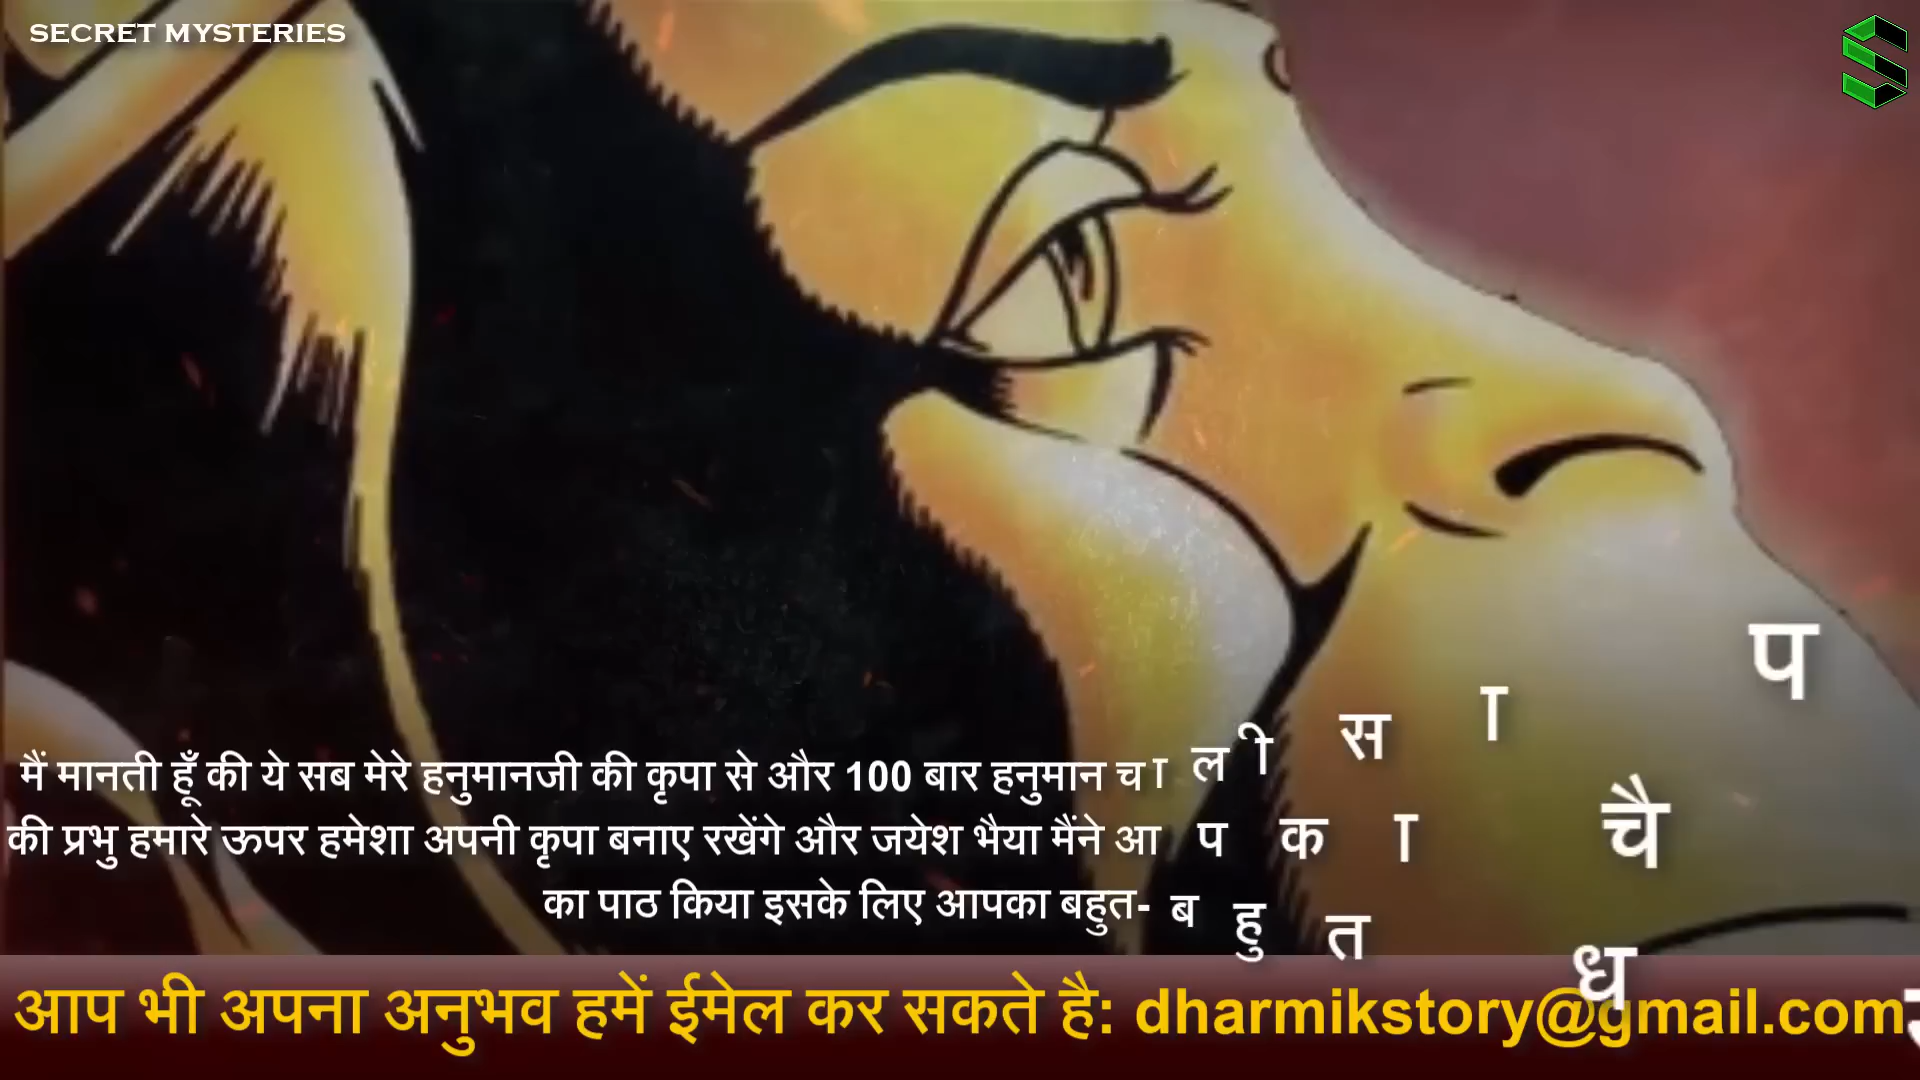 SECRET MYSTERIES
मैं मानती हूँ की ये सब मेरे हनुमानजी की कृपा से और 100 बार हनुमान चालीसा प
की प्रभु हमारे ऊपर हमेशा अपनी कृपा बनाए रखेंगे और जयेश भैया मैंने आपका चै
का पाठ किया इसके लिए आपका बहुत-बहुत ध
आप भी अपना अनुभव हमें ईमेल कर सकते है: dharmikstory@gmail.com